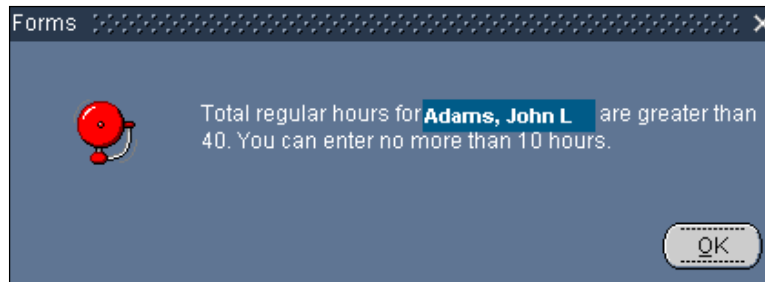 Forms
Total regular hours for Adams, John L are greater than
40. You can enter no more than 10 hours.
OK